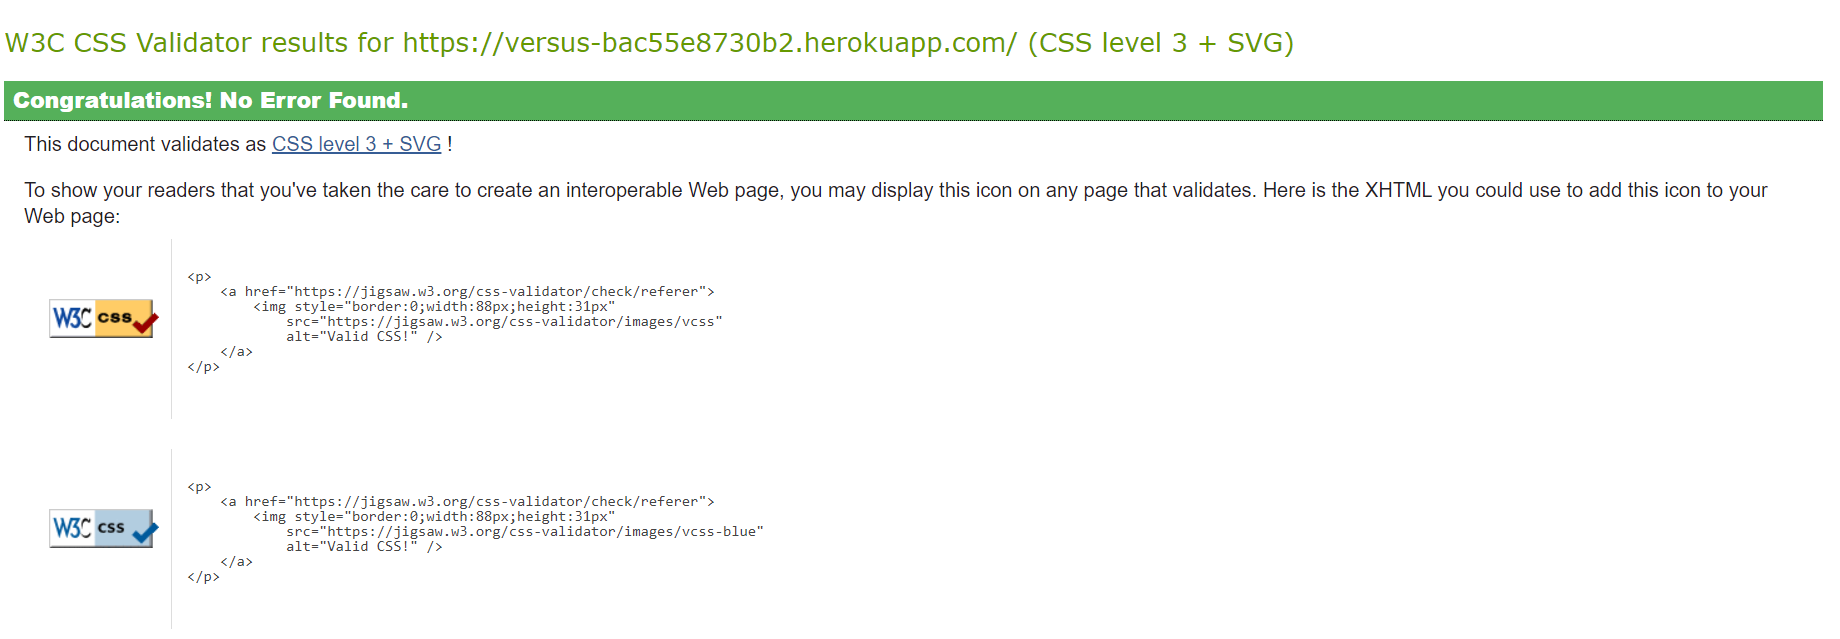 W3C CSS Validator results for https://versus-bac55e8730b2.herokuapp.com/ (CSS level 3 + SVG)
Congratulations! No Error Found.
This document validates as CSS level 3 + SVG !
To show your readers that you've taken the care to create an interoperable Web page, you may display this icon on any page that validates. Here is the XHTML you could use to add this icon to your
Web page:
W3C css
<p>
    <a href="https://jigsaw.w3.org/css-validator/check/referer">
        <img style="border:0;width:88px;height:31px"
            src="https://jigsaw.w3.org/css-validator/images/vcss"
            alt="Valid CSS!" />
    </a>
</p>
W3C css
<p>
    <a href="https://jigsaw.w3.org/css-validator/check/referer">
        <img style="border:0;width:88px;height:31px"
            src="https://jigsaw.w3.org/css-validator/images/vcss-blue"
            alt="Valid CSS!" />
    </a>
</p>